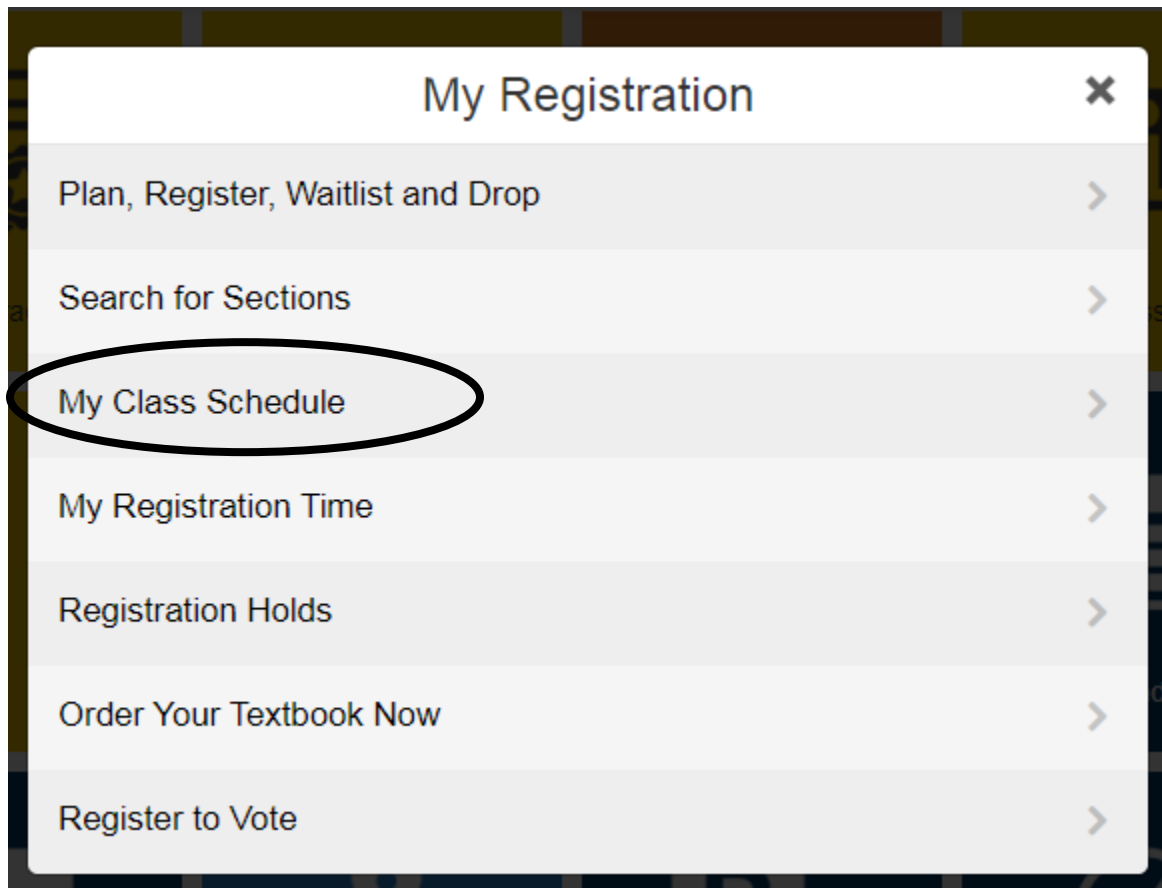 My Registration
Plan, Register, Waitlist and Drop
Search for Sections
My Class Schedule
My Registration Time
Registration Holds
Order Your Textbook Now
Register to Vote